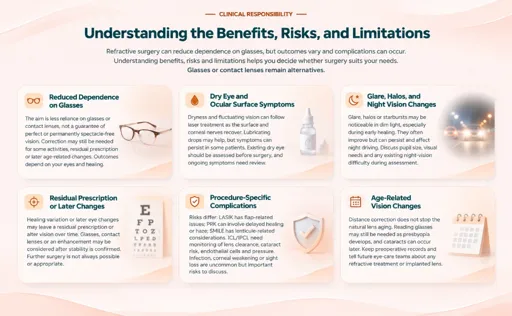 CLINICAL RESPONSIBILITY
Understanding the Benefits, Risks, and Limitations
Refractive surgery can reduce dependence on glasses, but outcomes vary and complications can occur.
Understanding benefits, risks and limitations helps you decide whether surgery suits your needs.
Glasses or contact lenses remain alternatives.
Reduced Dependence
on Glasses
The aim is less reliance on glasses or
contact lenses, not a guarantee of
perfect or permanently spectacle-free
vision. Correction may still be needed
for some activities, residual prescription
or later age-related changes. Outcomes
depend on your eyes and healing.
Dry Eye and
Ocular Surface Symptoms
Dryness and fluctuating vision can follow
laser treatment as the surface and
corneal nerves recover. Lubricating
drops may help, but symptoms can
persist in some patients. Existing dry eye
should be assessed before surgery, and
ongoing symptoms need review.
Glare, Halos, and
Night Vision Changes
Glare, halos or starbursts may be
noticeable in dim light, especially
during early healing. They often
improve but can persist and affect
night driving. Discuss pupil size, visual
needs and any existing night-vision
difficulty during assessment.
Residual Prescription
or Later Changes
Healing variation or later eye changes
may leave a residual prescription or
alter vision over time. Glasses, contact
lenses or an enhancement may be
considered after stability is confirmed.
Further surgery is not always possible
or appropriate.
E
F P
T O Z
L P E D
Procedure-Specific
Complications
Risks differ: LASIK has flap-related
issues; PRK can involve delayed healing
or haze; SMILE has lenticule-related
considerations. ICL/IPCL need
monitoring of lens clearance, cataract
risk, endothelial cells and pressure.
Infection, corneal weakening or sight
loss are uncommon but important
risks to discuss.
Age-Related
Vision Changes
Distance correction does not stop the
natural lens ageing. Reading glasses
may still be needed as presbyopia
develops, and cataracts can occur
later. Keep preoperative records and
tell future eye-care teams about any
refractive treatment or implanted lens.